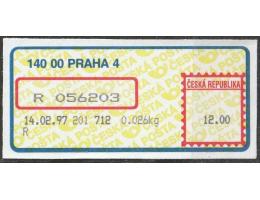 140 00 PRAHA 4
ČESKÁ REPUBLIKA
R 056203
12.00
14.02.97 201 712 0.026kg
R